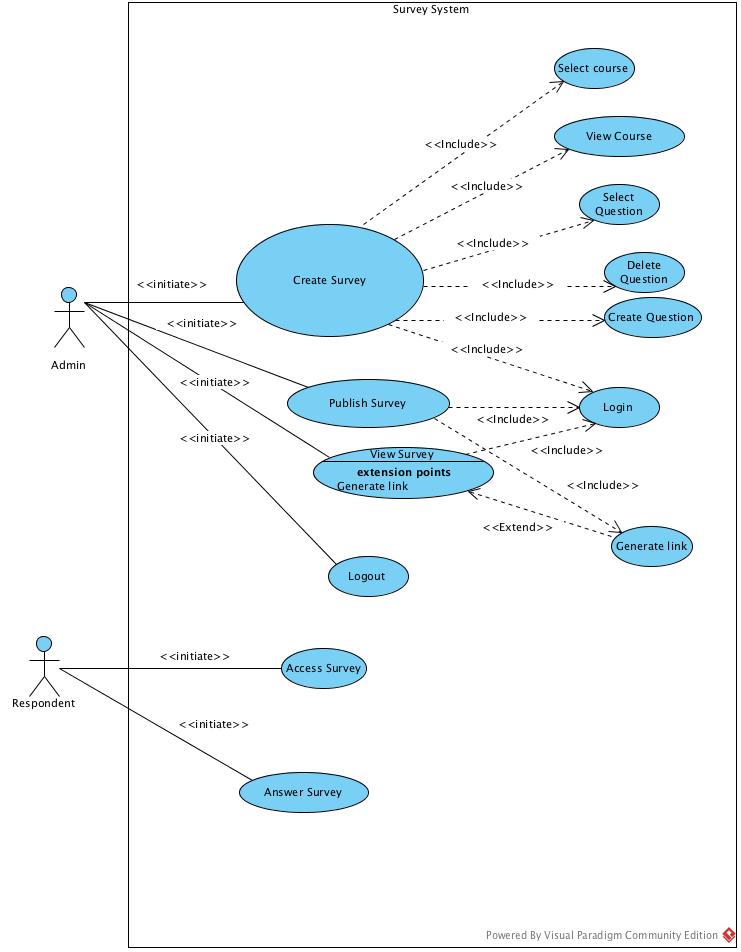 Survey System
Select course
<<Include>>
View Course
<<Include>>
Select
Question
<<Include>>
Create Survey
Delete
Question
<<Include>>
<<initiate>>
Create Question
<<Include>>
<<initiate>>
<<Include>>
Admin
<<initiate>>
Publish Survey
Login
<<Include>>
<<initiate>>
View Survey
<<Include>>
extension points
Generate link
<<Include>>
<<Extend>>
Generate link
Logout
<<initiate>>
Access Survey
Respondent
<<initiate>>
Answer Survey
Powered By Visual Paradigm Community Edition